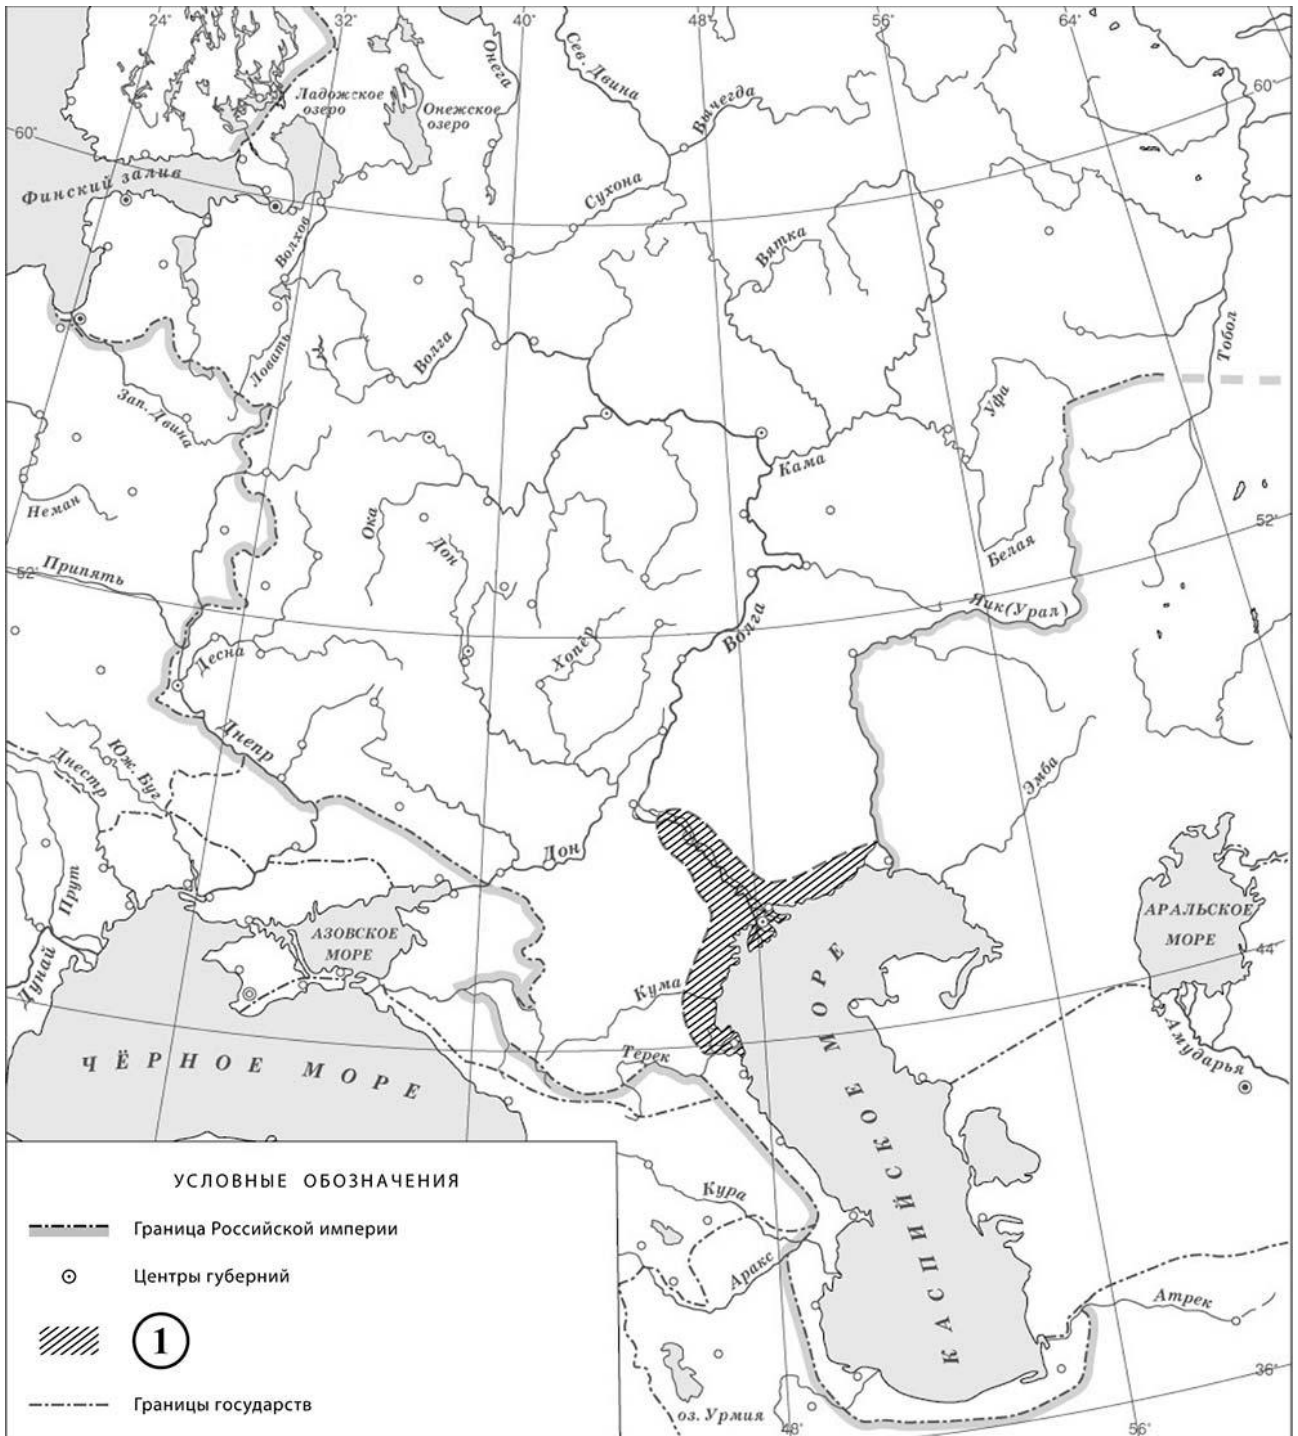 24° 32° 40° 48° 56° 64°
Онега
Сев. Двина
Ладожское
озеро
Онежское
озеро
Вычегда
60°
60°
Финский залив
Сухона
Волхов
Вятка
Тобол
Ловать
Волга
Уфа
Зап. Двина
Кама
Неман
Ока
Дон
Белая
52°
Припять
52°
Яик (Урал)
Волга
Хопёр
Десна
Днепр
Юж. Буг
Днестр
Эмба
Дон
Прут
АЗОВСКОЕ
МОРЕ
АРАЛЬСКОЕ
МОРЕ
44°
Дунай
Кума
Терек
Амударья
ЧЁРНОЕ МОРЕ
КАСПИЙСКОЕ МОРЕ
Кура
Аракс
Атрек
оз. Урмия
36°
48°
56°
УСЛОВНЫЕ ОБОЗНАЧЕНИЯ
Граница Российской империи
Центры губерний
1
Границы государств